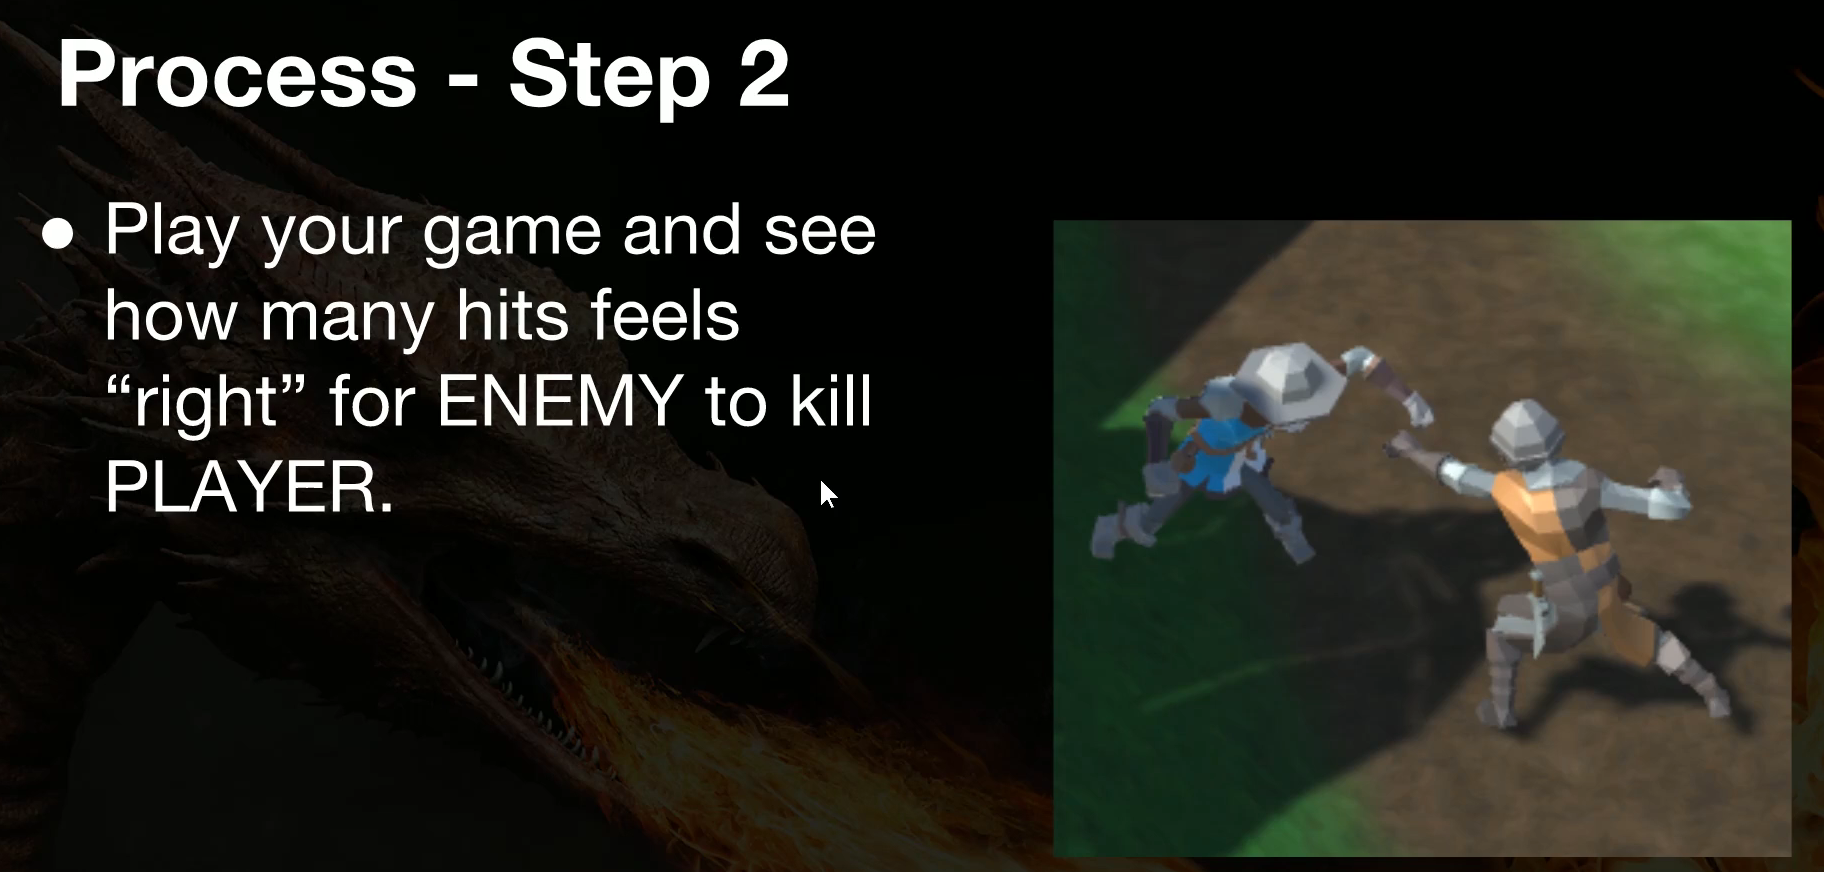 Process - Step 2
● Play your game and see
how many hits feels
“right” for ENEMY to kill
PLAYER.